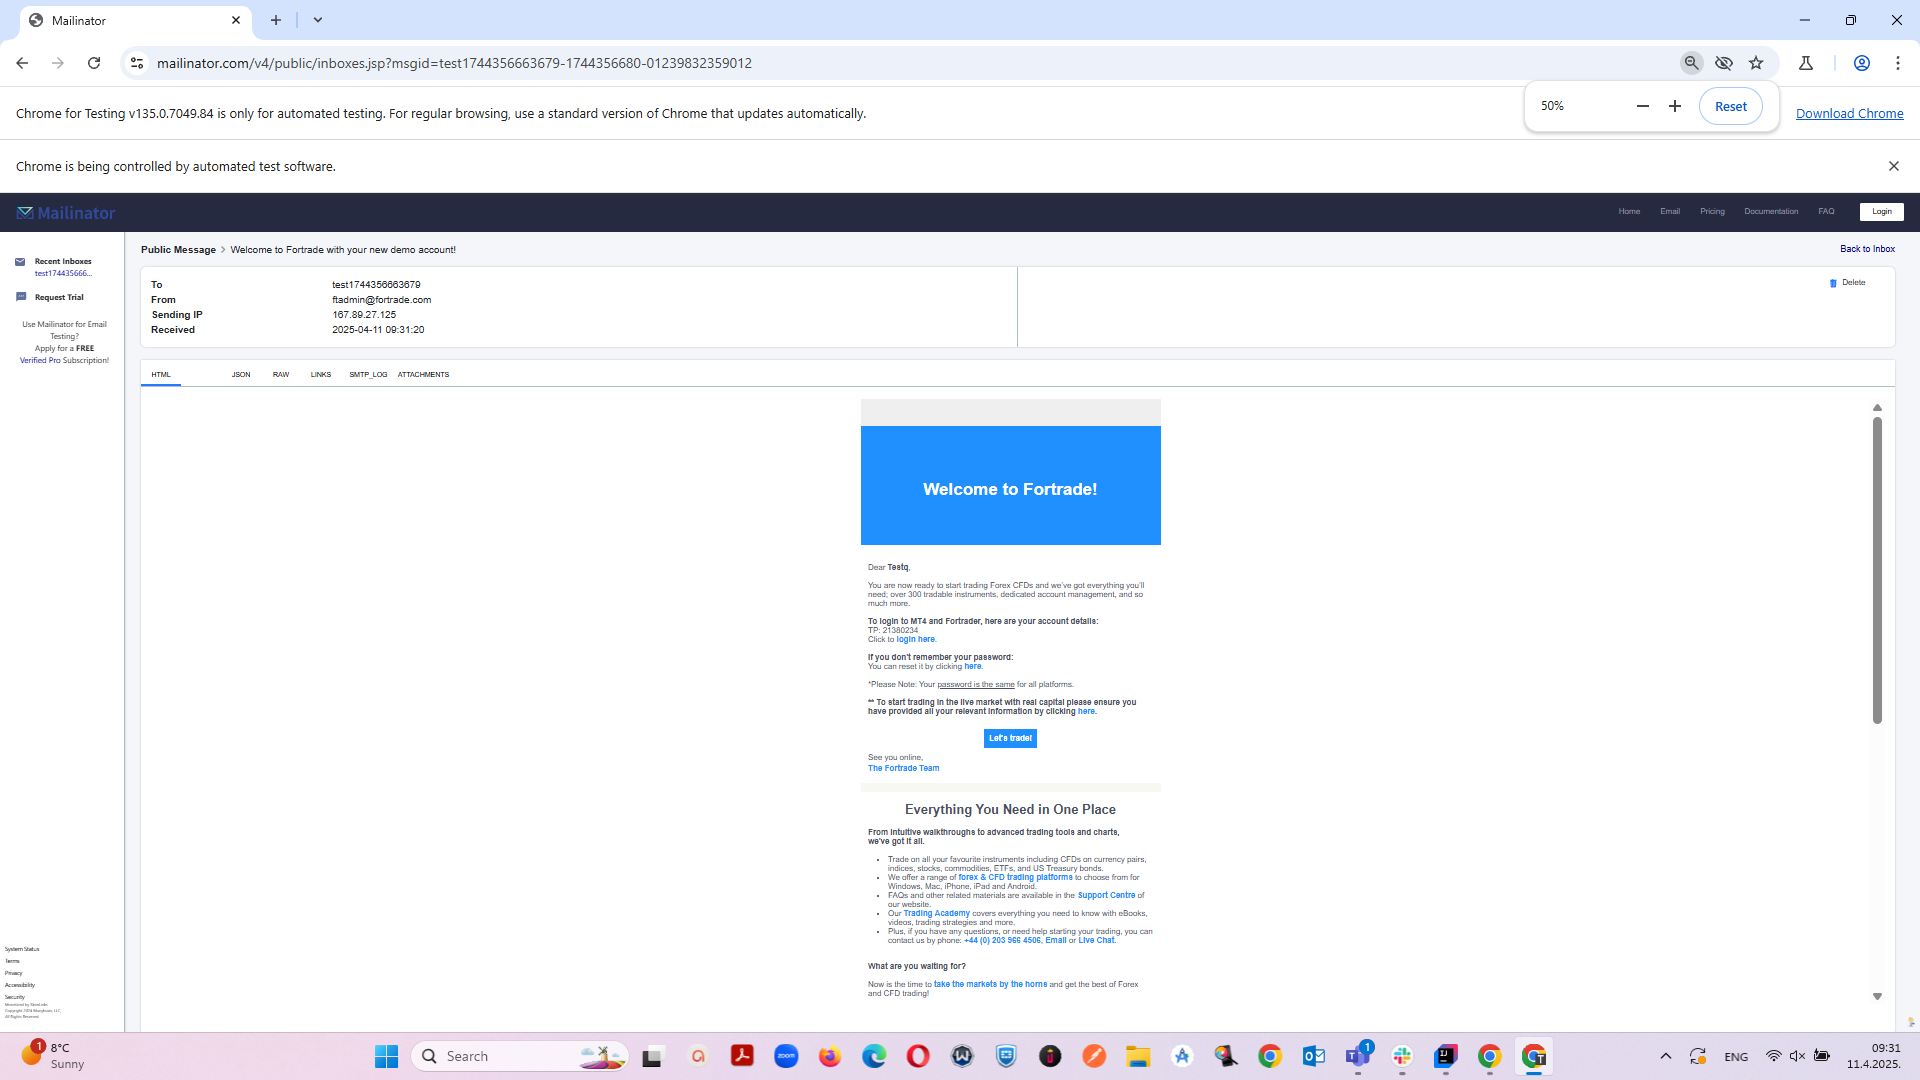 Mailinator
mailinator.com/v4/public/inboxes.jsp?msgid=test1744356663679-1744356680-01239832359012
Chrome for Testing v135.0.7049.84 is only for automated testing. For regular browsing, use a standard version of Chrome that updates automatically.
50%
Reset
Download Chrome
Chrome is being controlled by automated test software.
Mailinator
Home
Email
Pricing
Documentation
FAQ
Login
Recent Inboxes
test174435666...
Request Trial
Use Mailinator for Email
Testing?
Apply for a FREE
Verified Pro Subscription!
Public Message > Welcome to Fortrade with your new demo account!
Back to Inbox
To test1744356663679
From ftadmin@fortrade.com
Sending IP 167.89.27.125
Received 2025-04-11 09:31:20
Delete
HTML
JSON
RAW
LINKS
SMTP_LOG
ATTACHMENTS
Welcome to Fortrade!
Dear Testq,
You are now ready to start trading Forex CFDs and we've got everything you'll
need; over 300 tradable instruments, dedicated account management, and so
much more.
To login to MT4 and Fortrader, here are your account details:
TP: 21380234
Click to login here.
If you don't remember your password:
You can reset it by clicking here.
*Please Note: Your password is the same for all platforms.
** To start trading in the live market with real capital please ensure you
have provided all your relevant information by clicking here.
Let's trade!
See you online,
The Fortrade Team
Everything You Need in One Place
From intuitive walkthroughs to advanced trading tools and charts,
we've got it all.
• Trade on all your favourite instruments including CFDs on currency pairs,
indices, stocks, commodities, ETFs, and US Treasury bonds.
• We offer a range of forex & CFD trading platforms to choose from for
Windows, Mac, iPhone, iPad and Android.
• FAQs and other related materials are available in the Support Centre of
our website.
• Our Trading Academy covers everything you need to know with eBooks,
videos, trading strategies and more.
• Plus, if you have any questions, or need help starting your trading, you can
contact us by phone: +44 (0) 203 966 4506, Email or Live Chat.
What are you waiting for?
Now is the time to take the markets by the horns and get the best of Forex
and CFD trading!
System Status
Terms
Privacy
Accessibility
Security
All Rights Reserved.
1
8°C
Sunny
Search
zoom
1
ENG
09:31
11.4.2025.